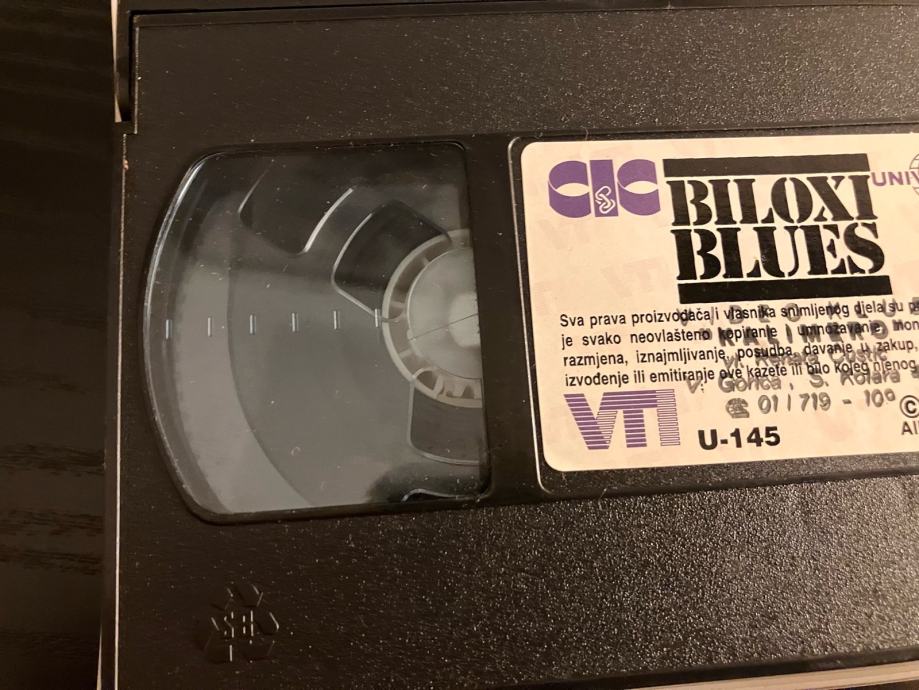 CIC
BILOXI
BLUES
UNIV
Sva prava proizvođača i vlasnika snimljenog djela su
je svako neovlašteno kopiranje umnožavanje,
razmjena, iznajmljivanje, posudba, davanje u zakup,
izvođenje ili emitiranje ove kazete ili bilo kojeg njenog
V. Gorica, S. Kolara
☎ 01 / 719 - 10
VTI
U-145
©
All